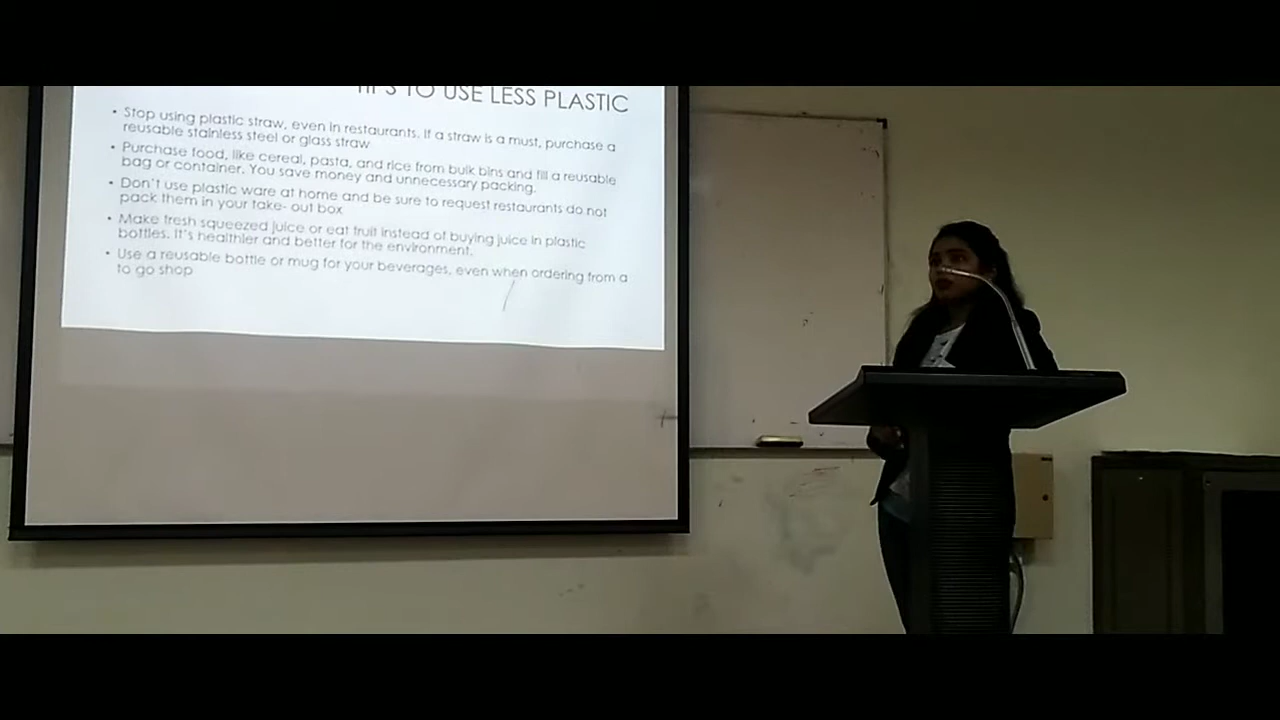 TIPS TO USE LESS PLASTIC
• Stop using plastic straw, even in restaurants. If a straw is a must, purchase a
reusable stainless steel or glass straw
• Purchase food, like cereal, pasta, and rice from bulk bins and fill a reusable
bag or container. You save money and unnecessary packing.
• Don't use plastic ware at home and be sure to request restaurants do not
pack them in your take- out box
• Make fresh squeezed juice or eat fruit instead of buying juice in plastic
bottles. It's healthier and better for the environment.
• Use a reusable bottle or mug for your beverages, even when ordering from a
to go shop